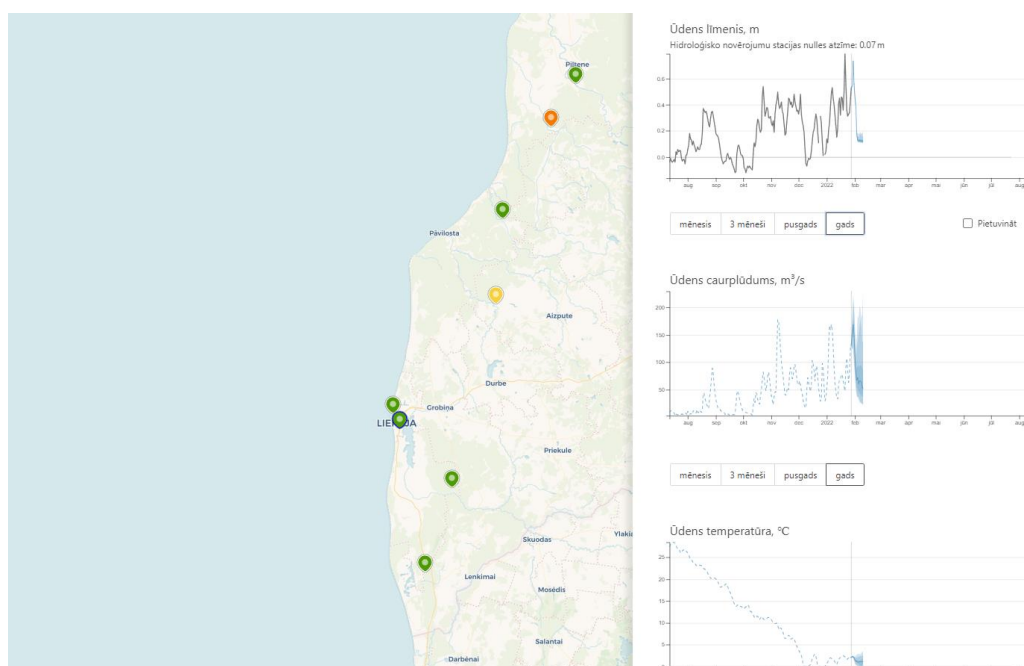 Piltene
Pāvilosta
Aizpute
Durbe
Grobiņa
Priekule
Skuodas
Lenkimai
Mosėdis
Salantai
Darbėnai
Ūdens līmenis, m
Hidroloģisko novērojumu stacijas nulles atzīme: 0.07 m
0.6
0.4
0.2
0.0
aug sep okt nov dec 2022 feb mar apr mai jūn jūl aug
mēnesis 3 mēneši pusgads gads Pietuvināt
Ūdens caurplūdums, m³/s
200
150
100
50
aug sep okt nov dec 2022 feb mar apr mai jūn jūl aug
mēnesis 3 mēneši pusgads gads
Ūdens temperatūra, °C
25
20
15
10
5